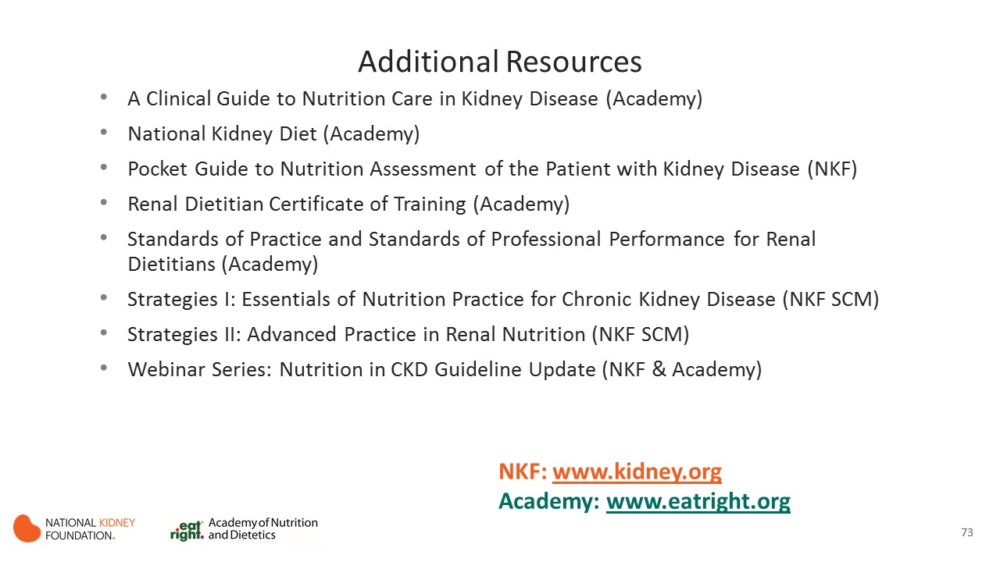 Additional Resources
• A Clinical Guide to Nutrition Care in Kidney Disease (Academy)
• National Kidney Diet (Academy)
• Pocket Guide to Nutrition Assessment of the Patient with Kidney Disease (NKF)
• Renal Dietitian Certificate of Training (Academy)
• Standards of Practice and Standards of Professional Performance for Renal
Dietitians (Academy)
• Strategies I: Essentials of Nutrition Practice for Chronic Kidney Disease (NKF SCM)
• Strategies II: Advanced Practice in Renal Nutrition (NKF SCM)
• Webinar Series: Nutrition in CKD Guideline Update (NKF & Academy)
NKF: www.kidney.org
Academy: www.eatright.org
NATIONAL KIDNEY
FOUNDATION®
eat®
right.
Academy of Nutrition
and Dietetics
73